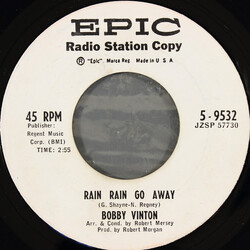 EPIC
Radio Station Copy
® "Epic". Marca Reg. Made in U S A
45 RPM
5-9532
JZSP 57730
Publisher:
Regent Music
Corp. (BMI)
TIME: 2:55
RAIN RAIN GO AWAY
(G. Shayne-N. Regney)
BOBBY VINTON
Arr. & Cond. by Robert Mersey
Prod. by Robert Morgan